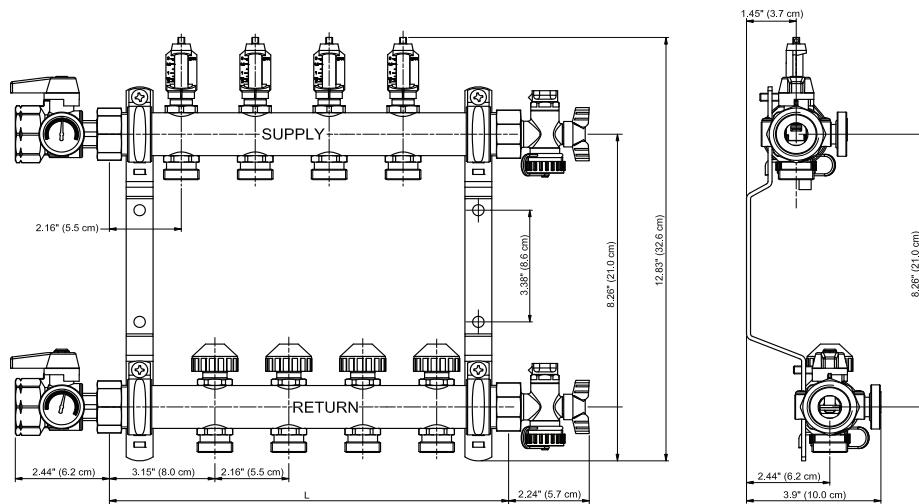 1.45" (3.7 cm)
SUPPLY
2.16" (5.5 cm)
3.38" (8.6 cm)
8.26" (21.0 cm)
12.83" (32.6 cm)
8.26" (21.0 cm)
RETURN
2.44" (6.2 cm)
3.15" (8.0 cm)
2.16" (5.5 cm)
L
2.24" (5.7 cm)
2.44" (6.2 cm)
3.9" (10.0 cm)